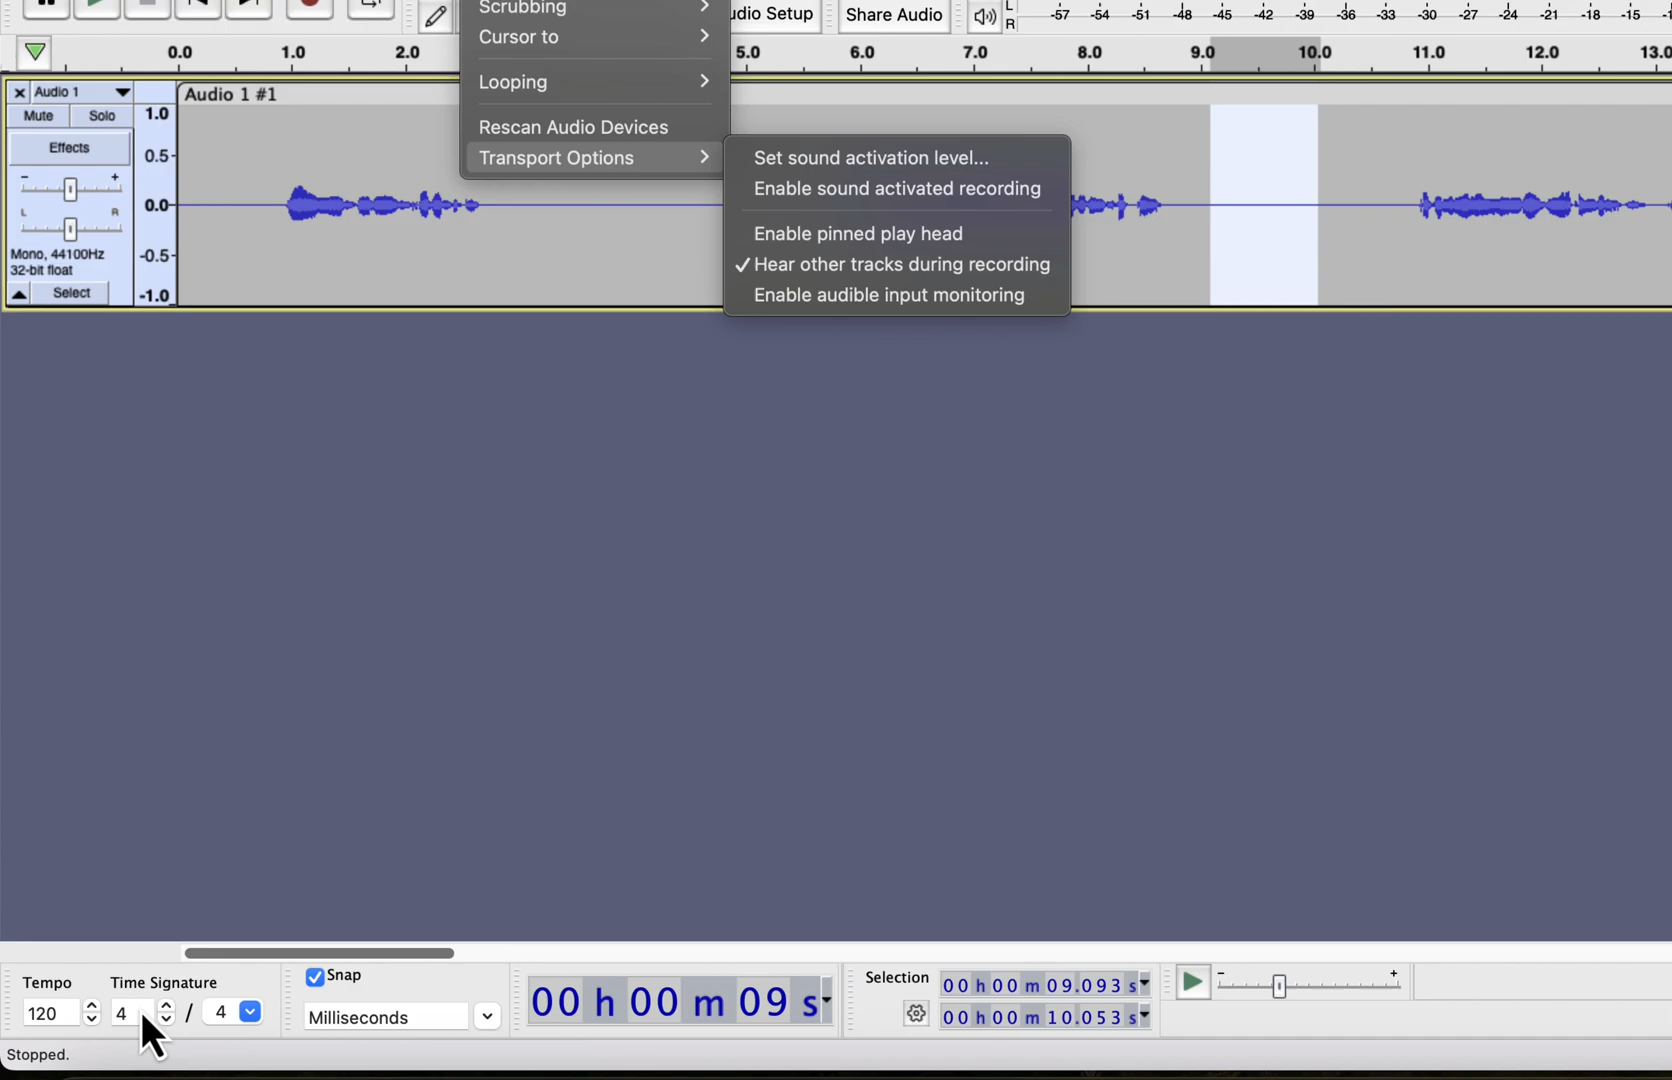 Scrubbing
Cursor to
Looping
Rescan Audio Devices
Transport Options
Set sound activation level...
Enable sound activated recording
Enable pinned play head
✓ Hear other tracks during recording
Enable audible input monitoring
udio Setup
Share Audio
L
R
-57 -54 -51 -48 -45 -42 -39 -36 -33 -30 -27 -24 -21 -18 -15
0.0 1.0 2.0 5.0 6.0 7.0 8.0 9.0 10.0 11.0 12.0 13.0
× Audio 1
Mute Solo
Effects
- +
L R
Mono, 44100Hz
32-bit float
Select
1.0
0.5-
0.0-
-0.5-
-1.0
Audio 1 #1
Tempo
120
Time Signature
4 / 4
Snap
Milliseconds
00 h 00 m 09 s
Selection
00 h 00 m 09.093 s
00 h 00 m 10.053 s
- +
Stopped.